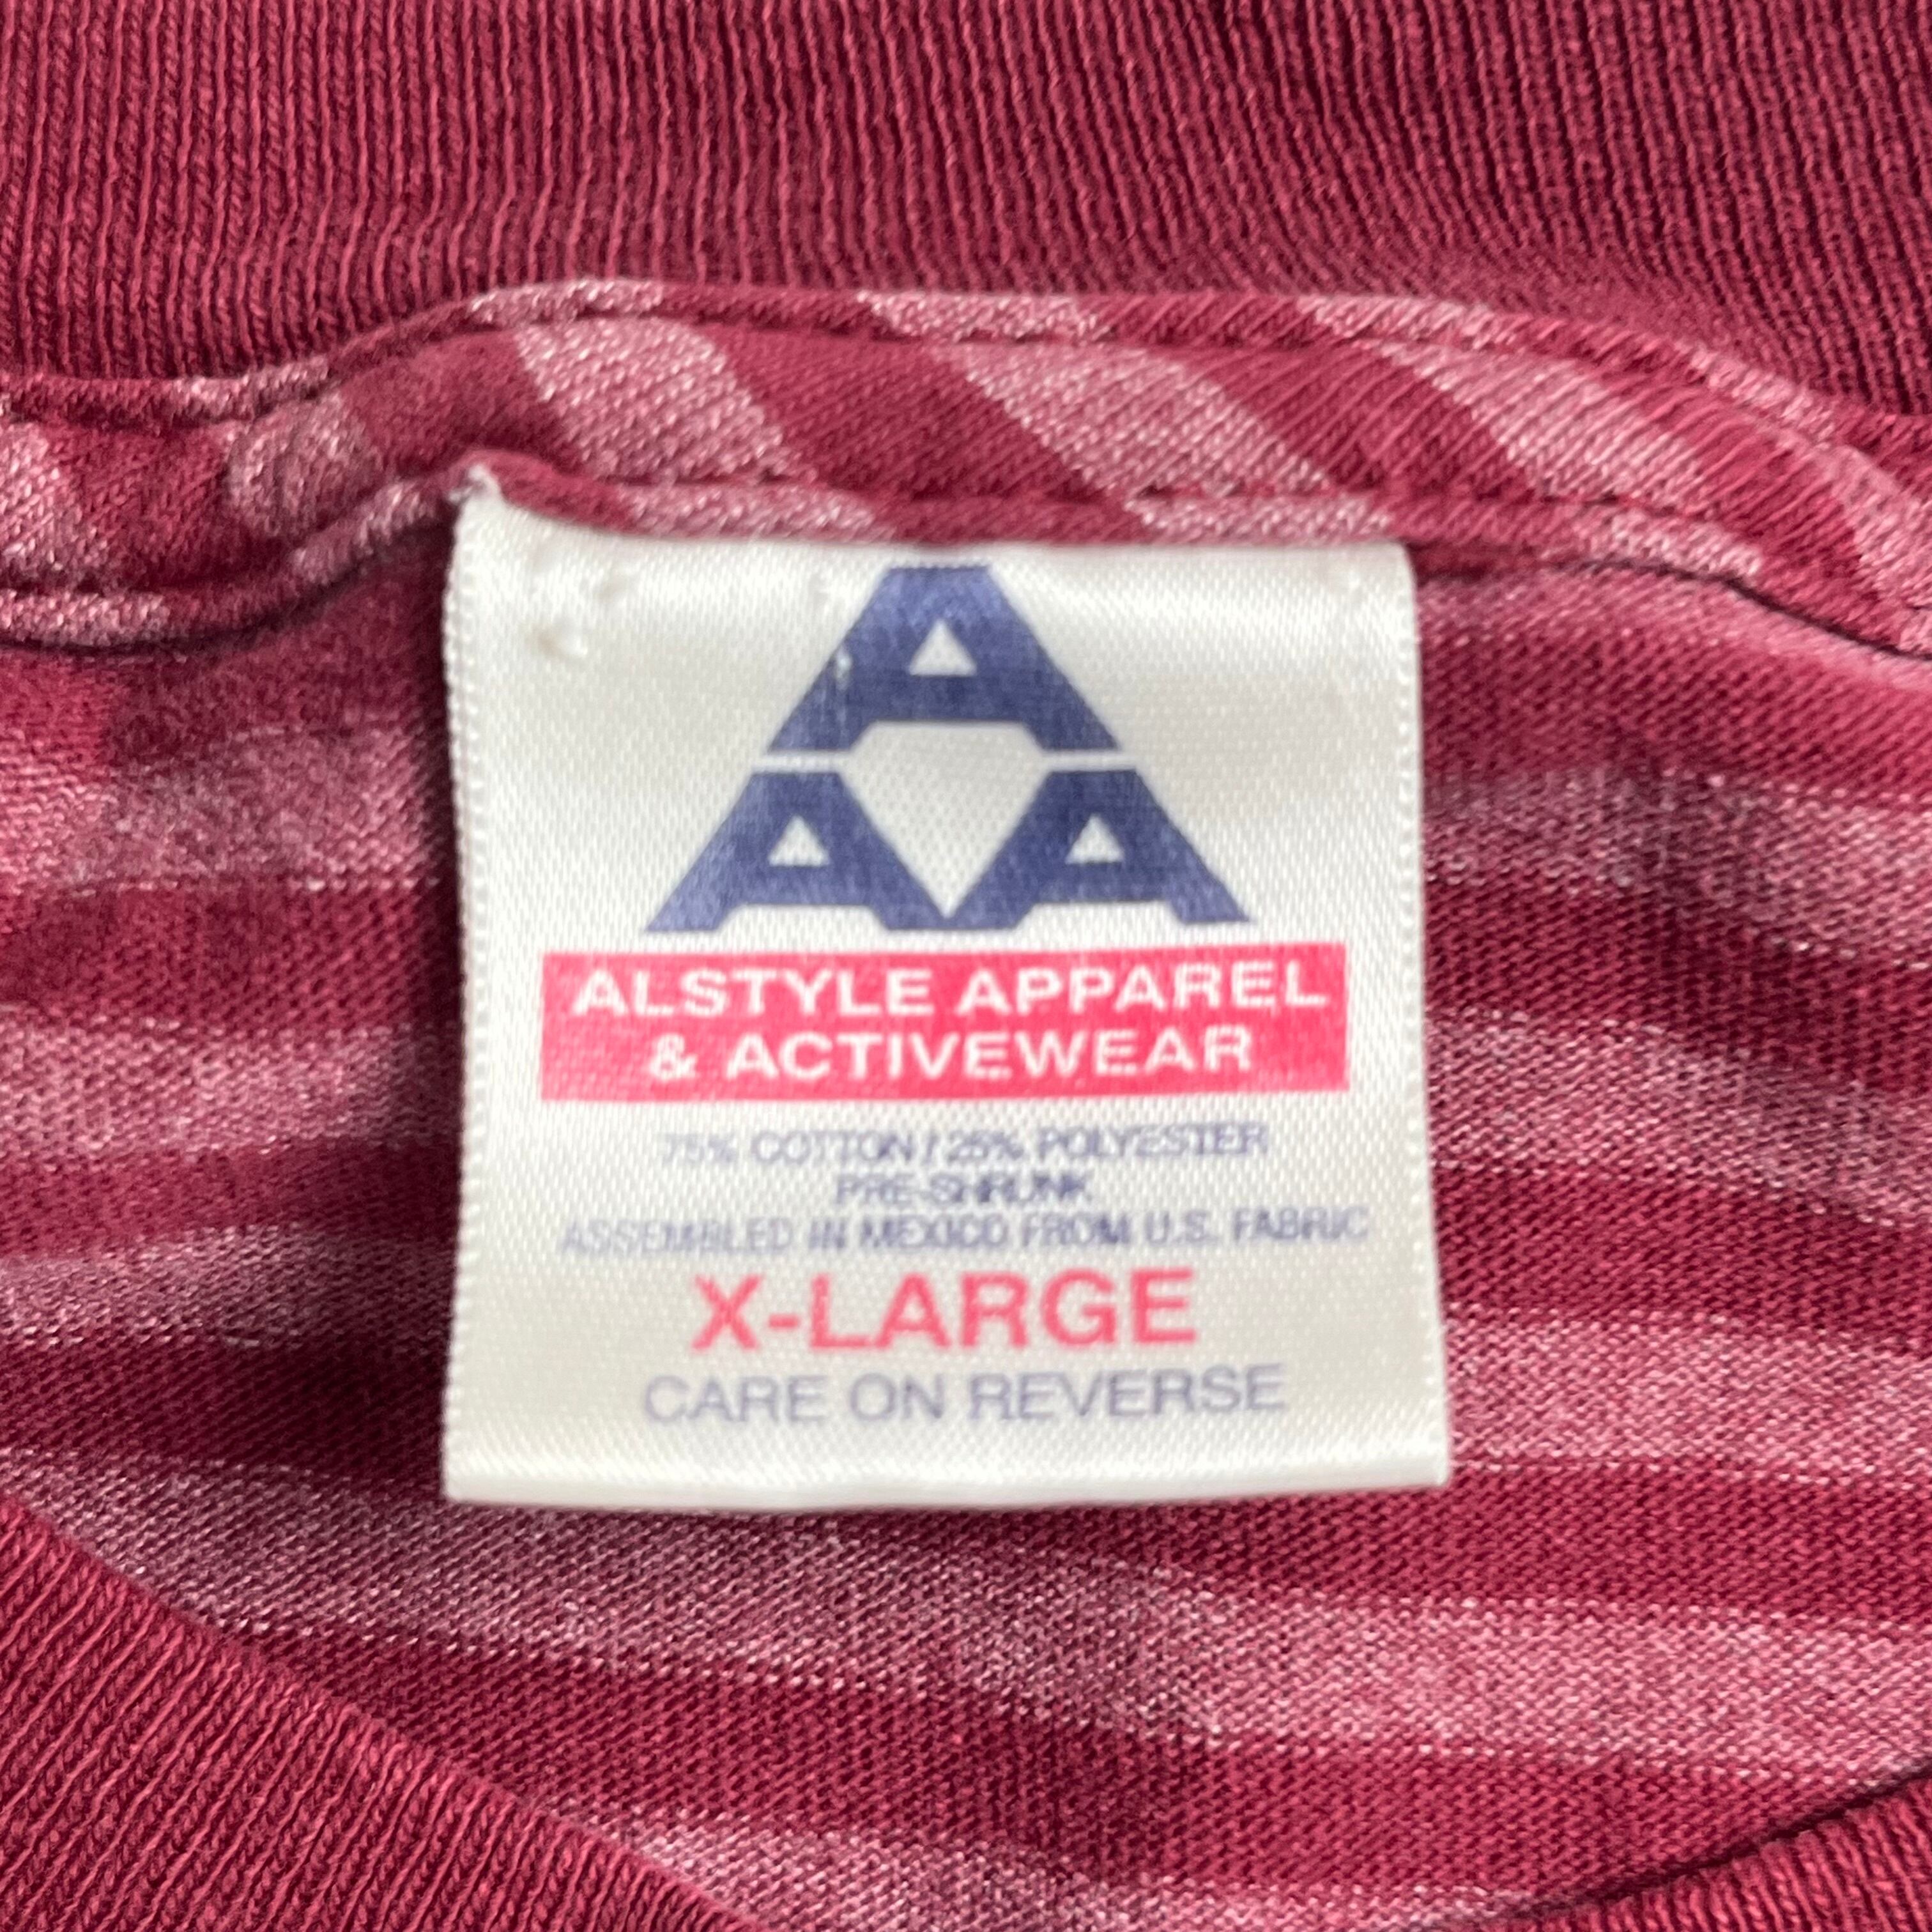 A
A A
ALSTYLE APPAREL
& ACTIVEWEAR
75% COTTON / 25% POLYESTER
PRE-SHRUNK
ASSEMBLED IN MEXICO FROM U.S. FABRIC
X-LARGE
CARE ON REVERSE